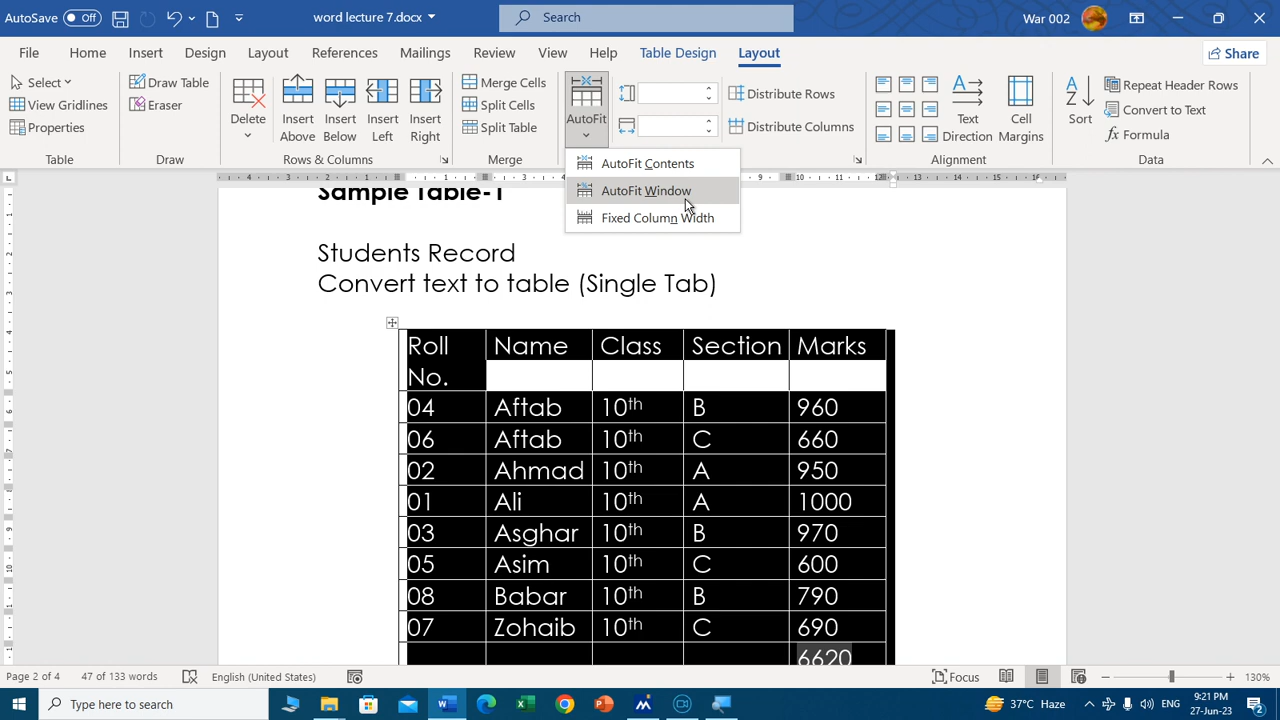 AutoSave Off word lecture 7.docx Search War 002
File Home Insert Design Layout References Mailings Review View Help Table Design Layout Share
Select
View Gridlines
Properties
Table
Draw Table
Eraser
Draw
Delete
Insert Above
Insert Below
Insert Left
Insert Right
Rows & Columns
Merge Cells
Split Cells
Split Table
Merge
AutoFit
Distribute Rows
Distribute Columns
Text Direction
Cell Margins
Sort
Repeat Header Rows
Convert to Text
Formula
Data
AutoFit Contents
AutoFit Window
Fixed Column Width
Sample Table-1
Students Record
Convert text to table (Single Tab)
Roll No. Name Class Section Marks
04 Aftab 10th B 960
06 Aftab 10th C 660
02 Ahmad 10th A 950
01 Ali 10th A 1000
03 Asghar 10th B 970
05 Asim 10th C 600
08 Babar 10th B 790
07 Zohaib 10th C 690
6620
Page 2 of 4 47 of 133 words English (United States) Focus 130%
Type here to search 37°C Haze ENG 9:21 PM
27-Jun-23 2